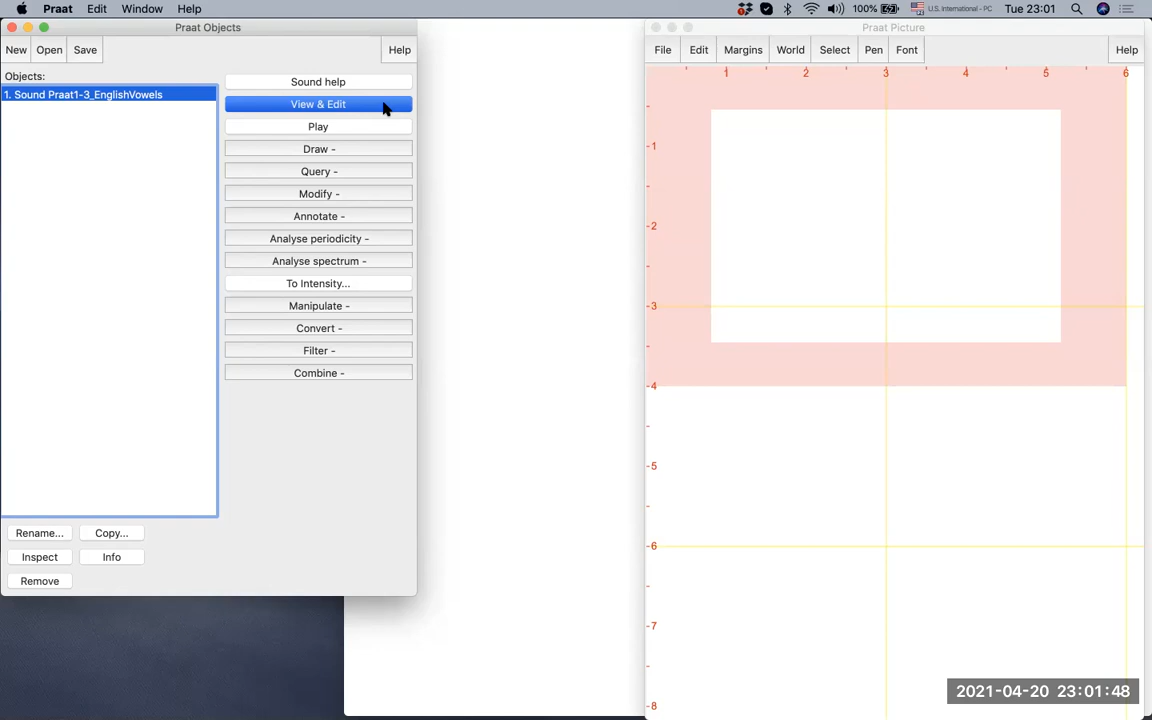 Praat Edit Window Help
100% U.S. International - PC Tue 23:01
Praat Objects
New Open Save Help
Objects:
1. Sound Praat1-3_EnglishVowels
Sound help
View & Edit
Play
Draw -
Query -
Modify -
Annotate -
Analyse periodicity -
Analyse spectrum -
To Intensity...
Manipulate -
Convert -
Filter -
Combine -
Rename... Copy...
Inspect Info
Remove
Praat Picture
File Edit Margins World Select Pen Font Help
1 2 3 4 5 6
-1
-2
-3
-4
-5
-6
-7
-8
2021-04-20 23:01:48